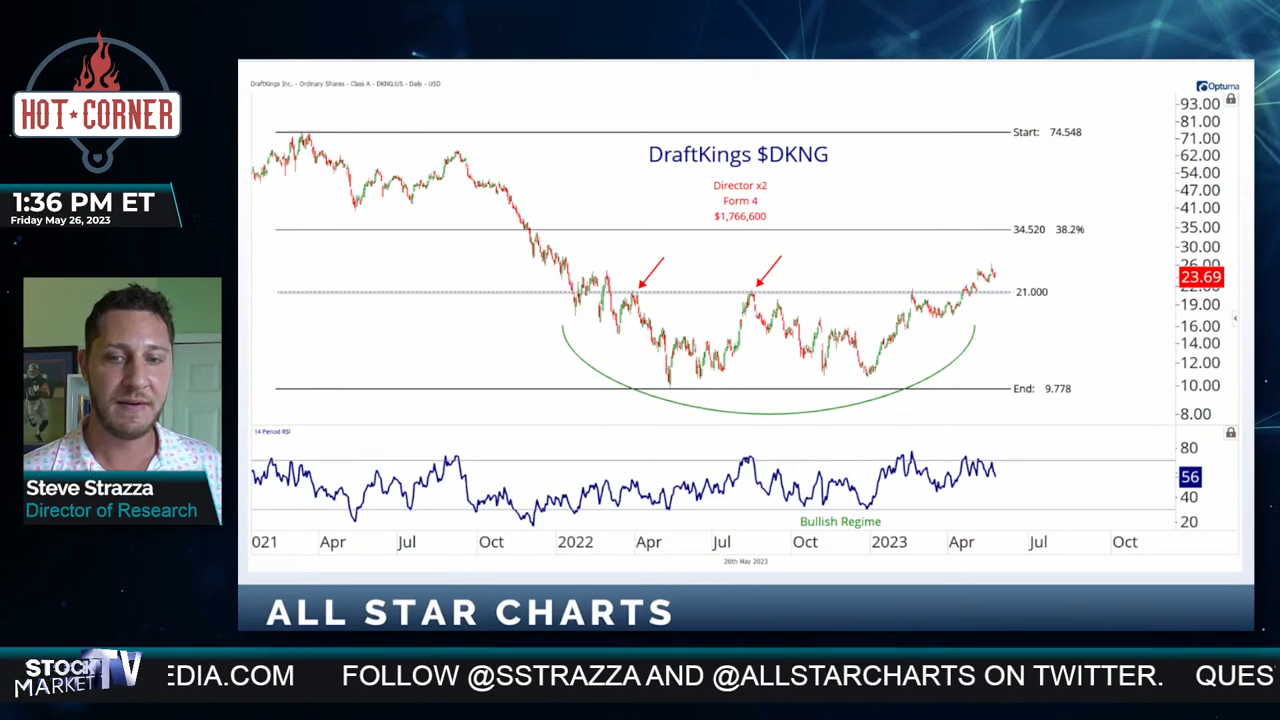 HOT★CORNER
1:36 PM ET
Friday May 26, 2023
Steve Strazza
Director of Research
DraftKings Inc. - Ordinary Shares - Class A - DKNG:US - Daily - USD
Optuma
DraftKings $DKNG
Director x2
Form 4
$1,766,600
Start: 74.548
34.520 38.2%
21.000
End: 9.778
93.00
81.00
71.00
62.00
54.00
47.00
41.00
35.00
30.00
26.00
23.69
19.00
16.00
14.00
12.00
10.00
8.00
14 Period RSI
80
56
40
20
Bullish Regime
021 Apr Jul Oct 2022 Apr Jul Oct 2023 Apr Jul Oct
26th May 2023
ALL STAR CHARTS
STOCK MARKET TV
EDIA.COM FOLLOW @SSTRAZZA AND @ALLSTARCHARTS ON TWITTER. QUES